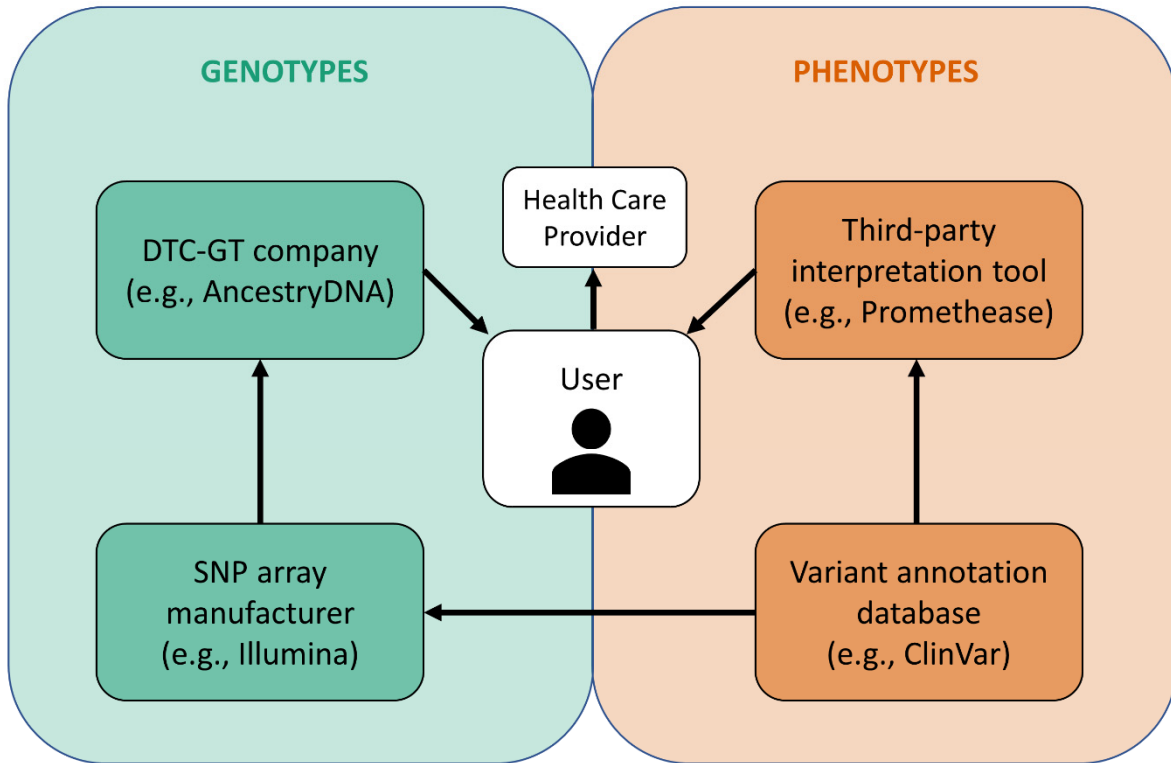 GENOTYPES
PHENOTYPES
Health Care
Provider
DTC-GT company
(e.g., AncestryDNA)
Third-party
interpretation tool
(e.g., Promethease)
User
SNP array
manufacturer
(e.g., Illumina)
Variant annotation
database
(e.g., ClinVar)